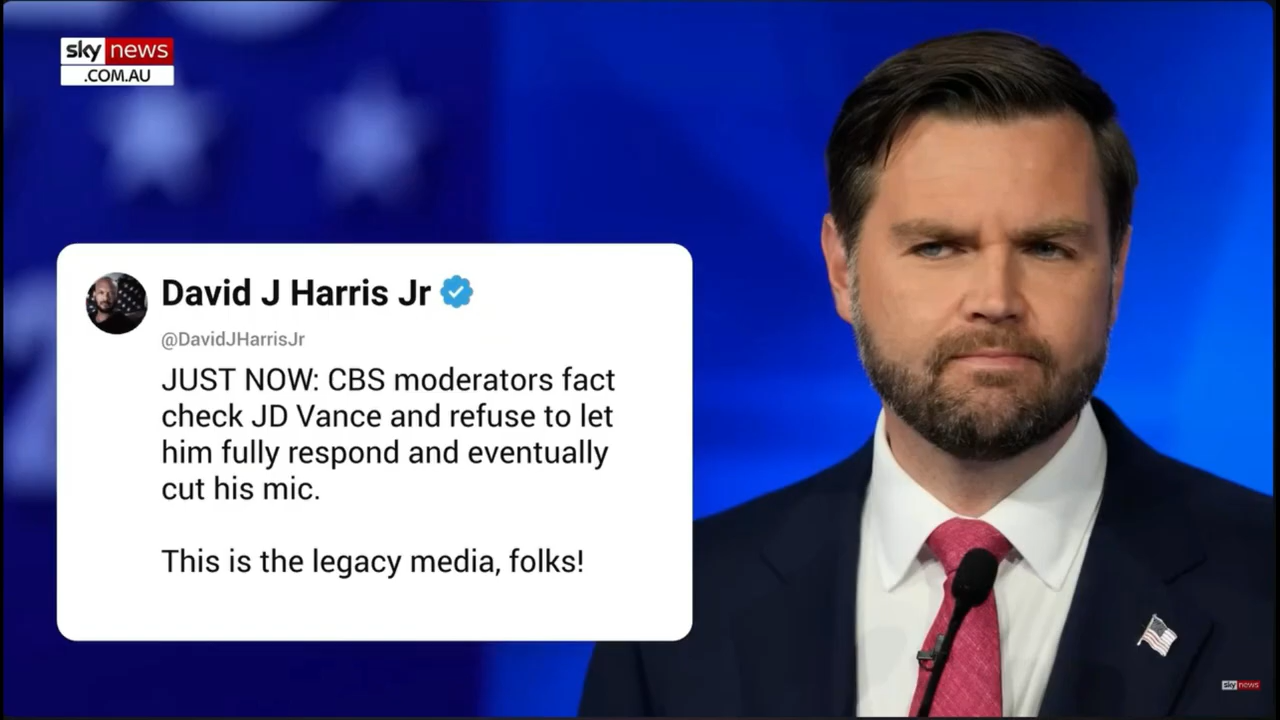 sky news
.COM.AU
David J Harris Jr
@DavidJHarrisJr
JUST NOW: CBS moderators fact
check JD Vance and refuse to let
him fully respond and eventually
cut his mic.
This is the legacy media, folks!
sky news